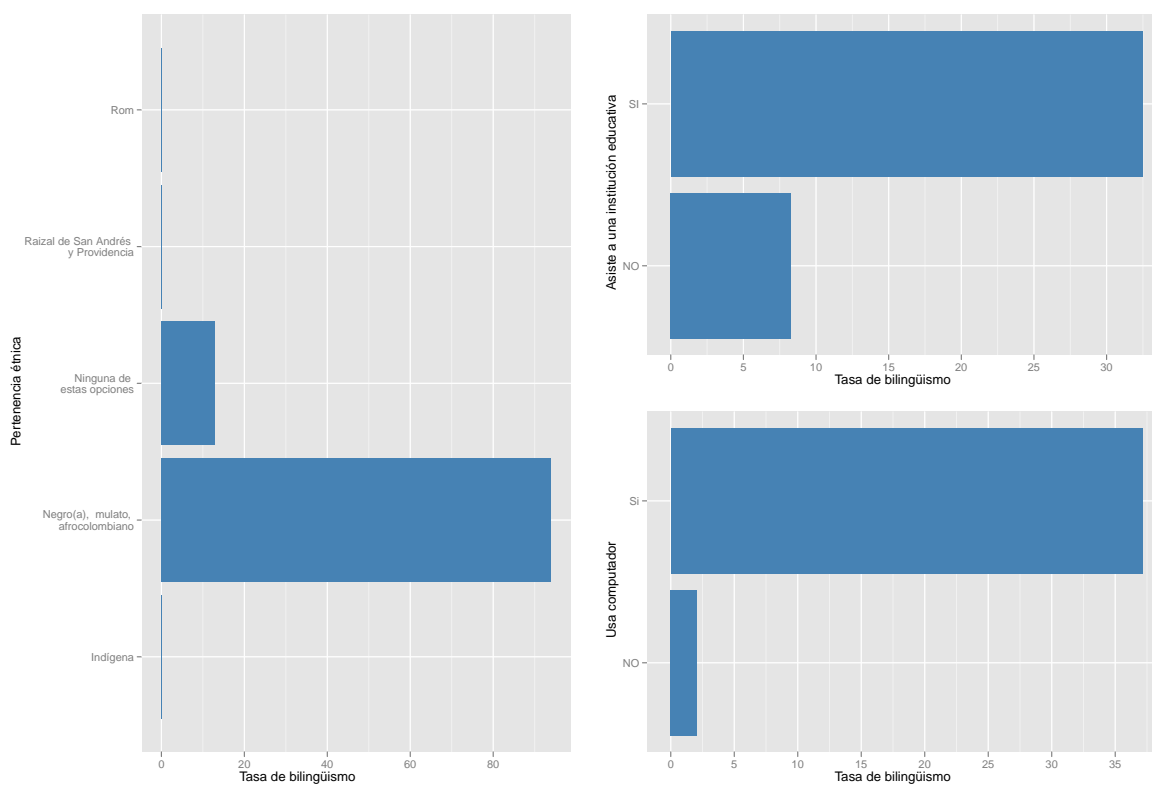 Pertenencia étnica
Rom
Raizal de San Andrés
y Providencia
Ninguna de
estas opciones
Negro(a), mulato,
afrocolombiano
Indígena
0 20 40 60 80
Tasa de bilingüismo
Asiste a una institución educativa
SI
NO
0 5 10 15 20 25 30
Tasa de bilingüismo
Usa computador
Si
NO
0 5 10 15 20 25 30 35
Tasa de bilingüismo